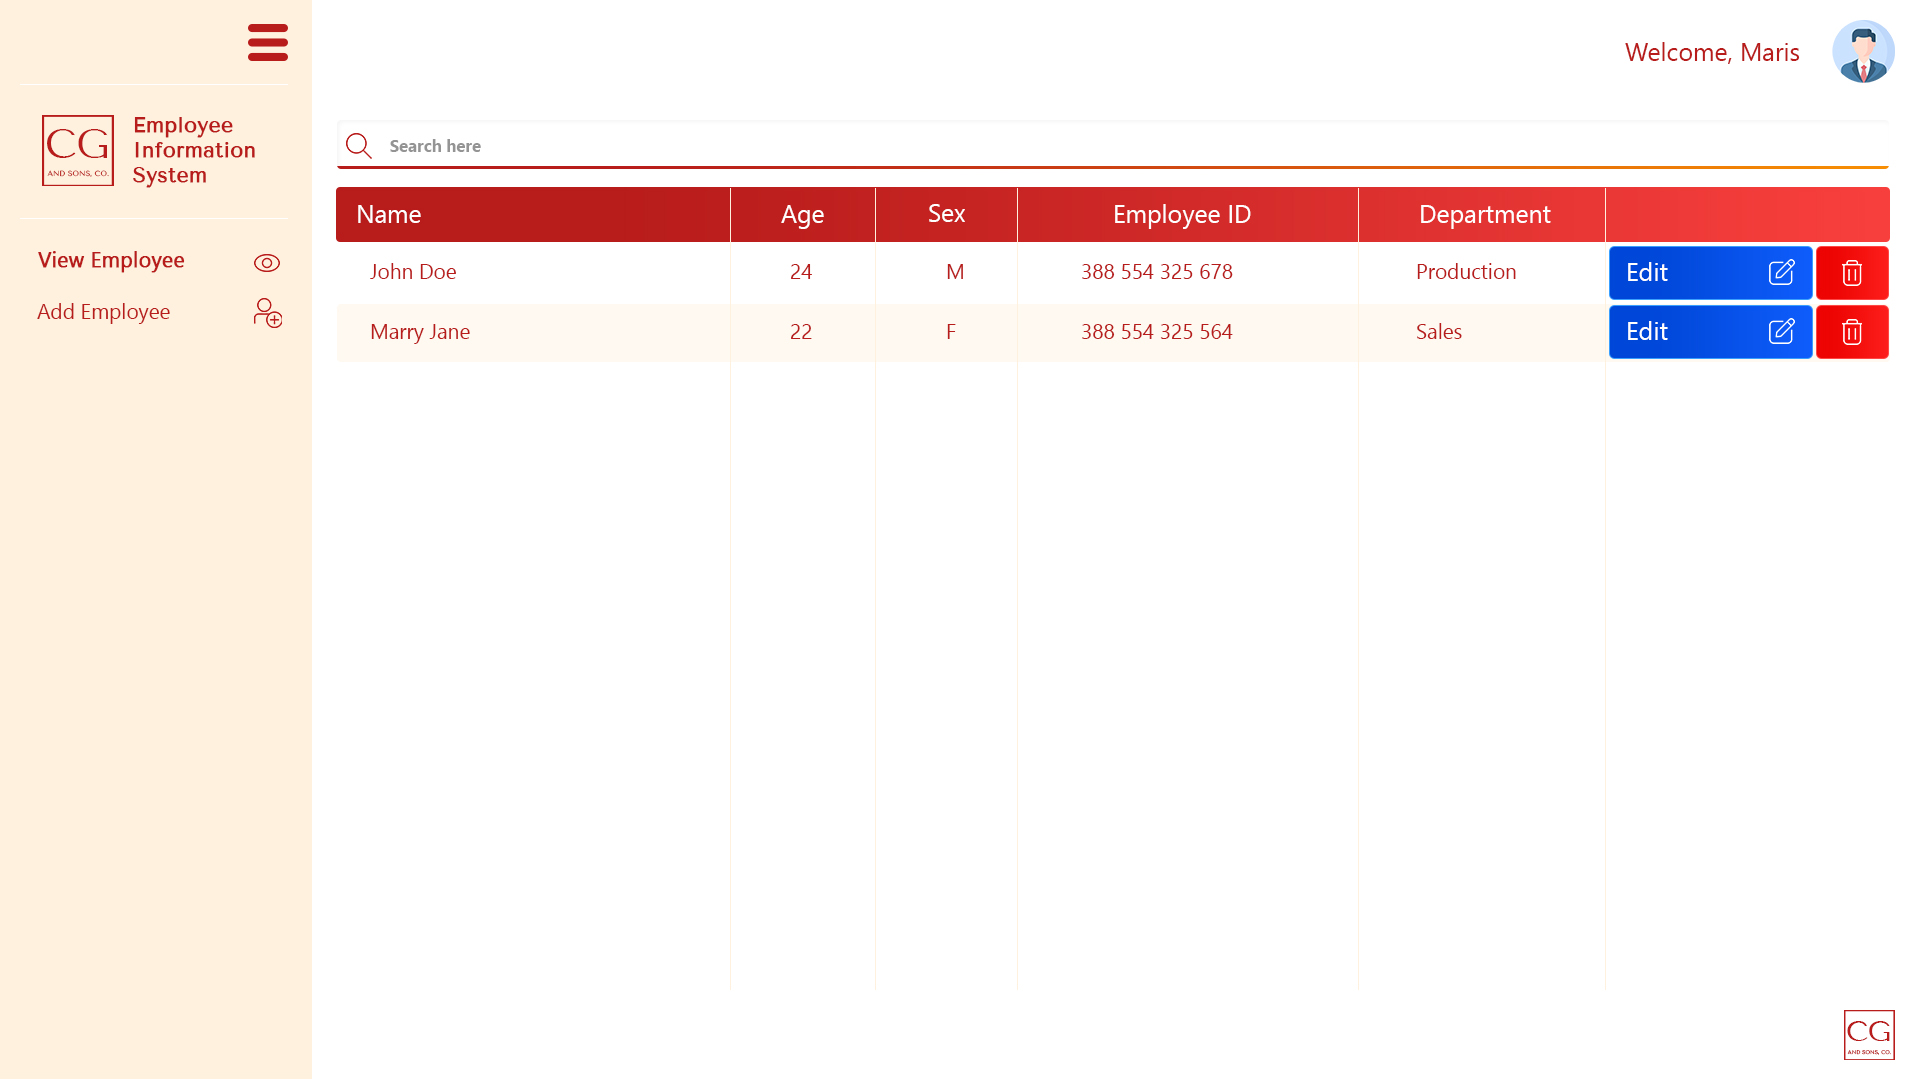 Welcome, Maris
CG
AND SONS, CO.
Employee
Information
System
View Employee
Add Employee
Search here
Name Age Sex Employee ID Department
John Doe 24 M 388 554 325 678 Production Edit
Marry Jane 22 F 388 554 325 564 Sales Edit
CG
AND SONS, CO.